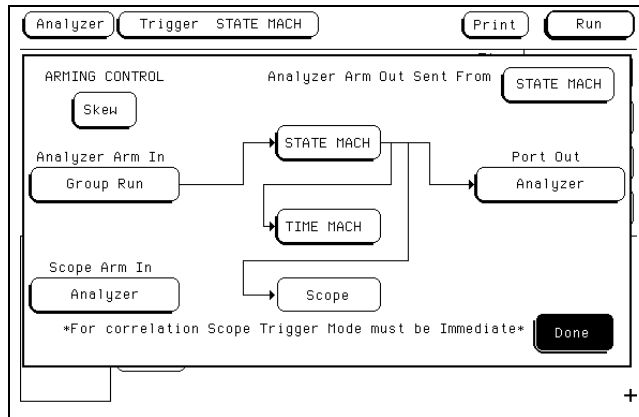 Analyzer Trigger STATE MACH Print Run
ARMING CONTROL Analyzer Arm Out Sent From STATE MACH
Skew
STATE MACH
Analyzer Arm In Port Out
Group Run Analyzer
TIME MACH
Scope Arm In
Analyzer Scope
*For correlation Scope Trigger Mode must be Immediate* Done
+